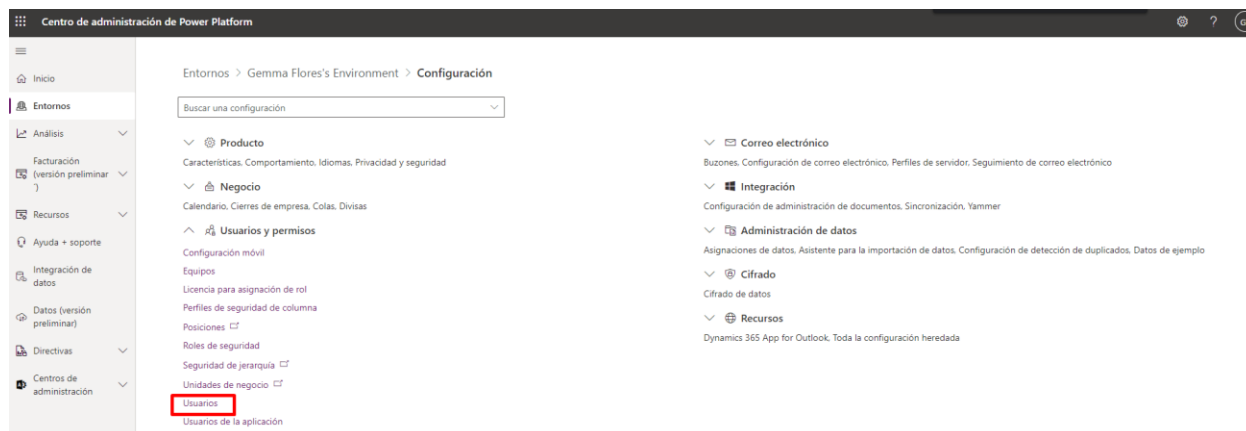 Centro de administración de Power Platform
?
G
Inicio
Entornos
Análisis
Facturación
(versión preliminar
)
Recursos
Ayuda + soporte
Integración de
datos
Datos (versión
preliminar)
Directivas
Centros de
administración
Entornos > Gemma Flores's Environment > Configuración
Buscar una configuración
Producto
Características, Comportamiento, Idiomas, Privacidad y seguridad
Negocio
Calendario, Cierres de empresa, Colas, Divisas
Usuarios y permisos
Configuración móvil
Equipos
Licencia para asignación de rol
Perfiles de seguridad de columna
Posiciones
Roles de seguridad
Seguridad de jerarquía
Unidades de negocio
Usuarios
Usuarios de la aplicación
Correo electrónico
Buzones, Configuración de correo electrónico, Perfiles de servidor, Seguimiento de correo electrónico
Integración
Configuración de administración de documentos, Sincronización, Yammer
Administración de datos
Asignaciones de datos, Asistente para la importación de datos, Configuración de detección de duplicados, Datos de ejemplo
Cifrado
Cifrado de datos
Recursos
Dynamics 365 App for Outlook, Toda la configuración heredada